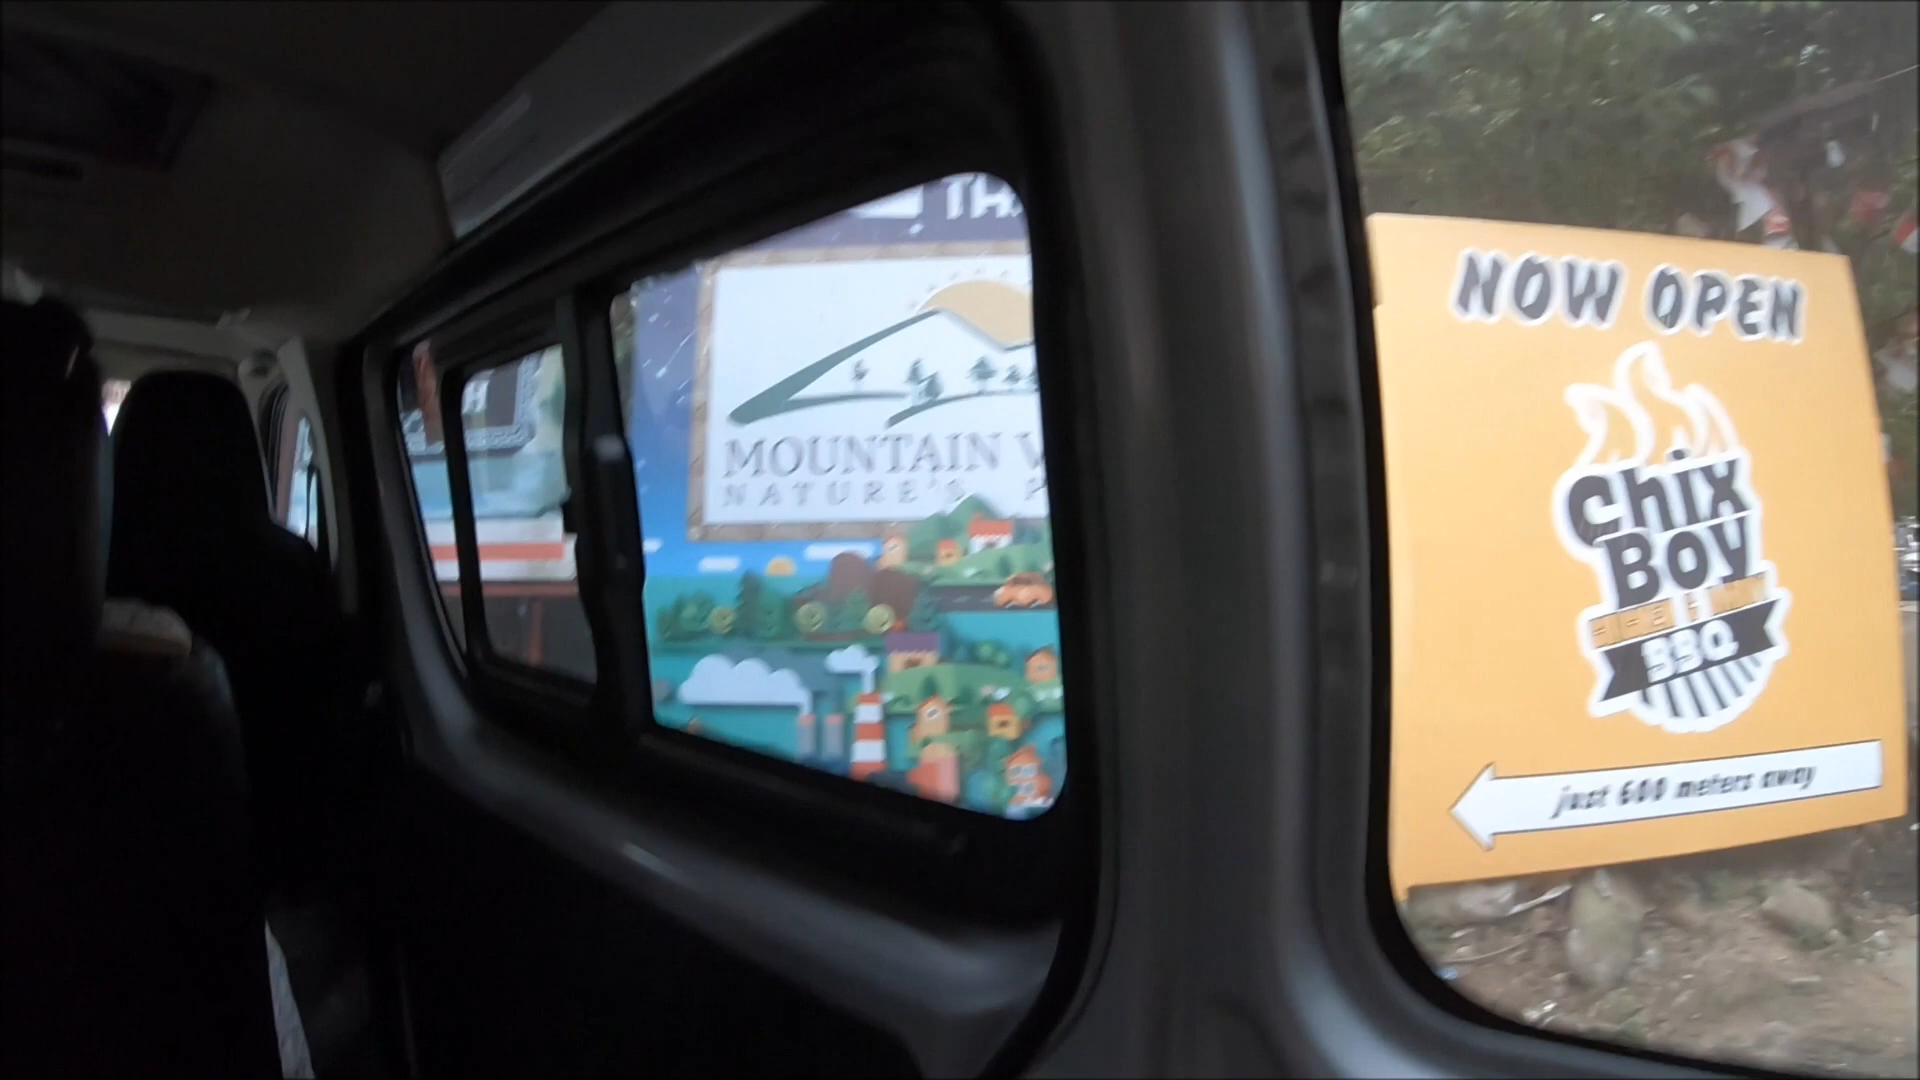 MOUNTAIN
NATURE'S
NOW OPEN
chix
Boy
BBQ
just 600 meters away